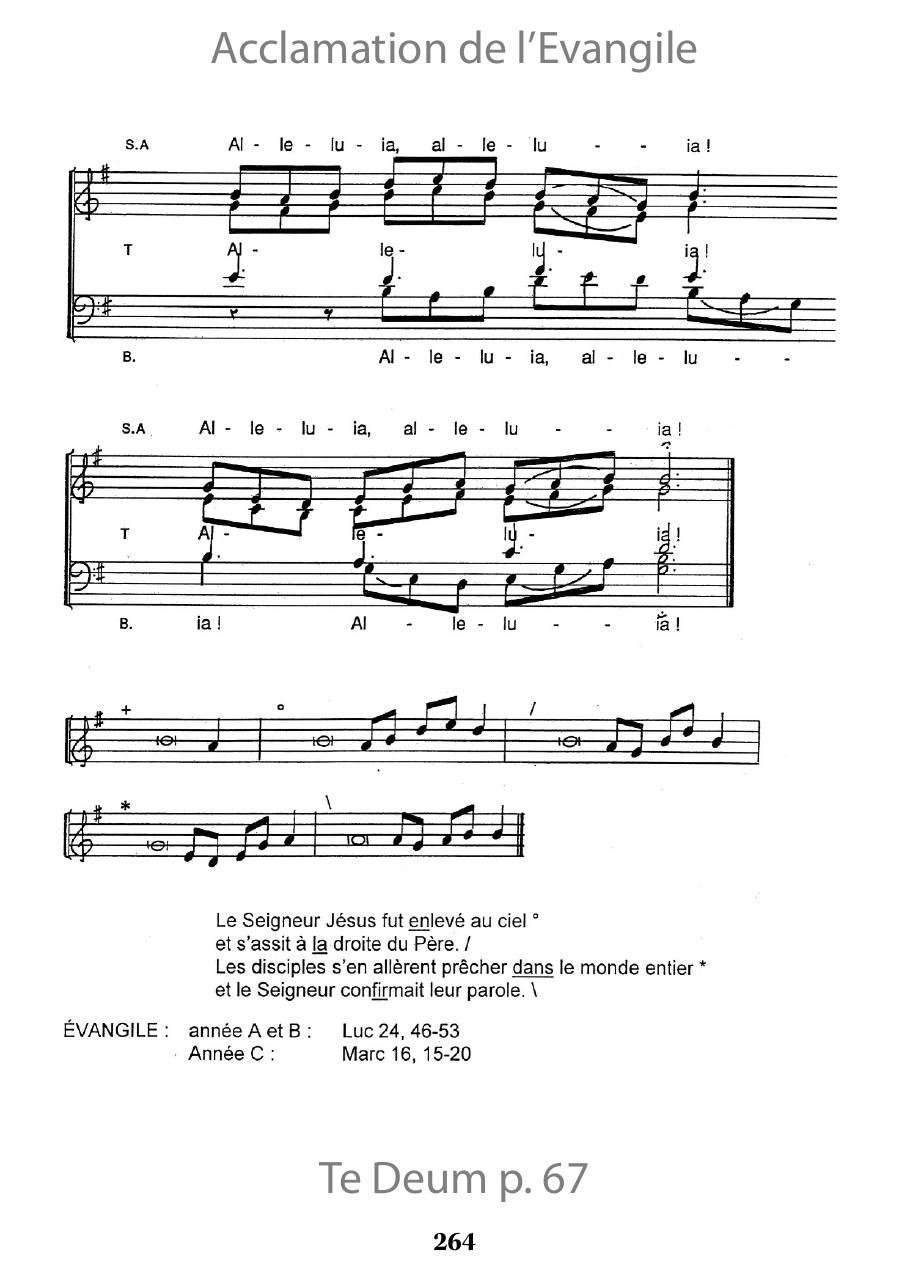 Acclamation de l’Evangile
S.A Al - le - lu - ia, al - le - lu - - ia !
T Al - le - lu - ia !
B. Al - le - lu - ia, al - le - lu - -
S.A Al - le - lu - ia, al - le - lu - - ia !
T Al - le - lu - ia !
B. ia ! Al - le - lu - - ia !
+ ° /
* \
Le Seigneur Jésus fut enlevé au ciel °
et s’assit à la droite du Père. /
Les disciples s’en allèrent prêcher dans le monde entier *
et le Seigneur confirmait leur parole. \
ÉVANGILE : année A et B : Luc 24, 46-53
Année C : Marc 16, 15-20
Te Deum p. 67
264